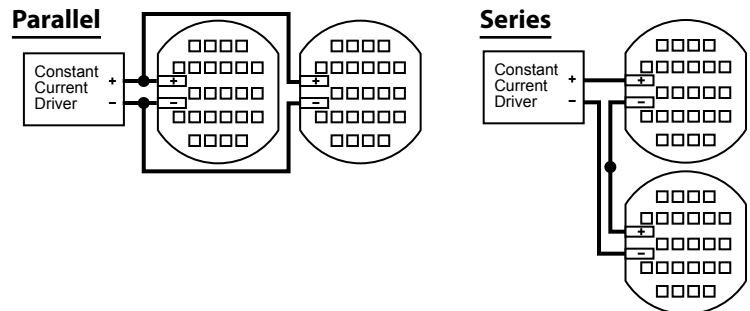 Parallel
Constant
Current
Driver
+
−
+
−
+
−
Series
Constant
Current
Driver
+
−
+
−
+
−